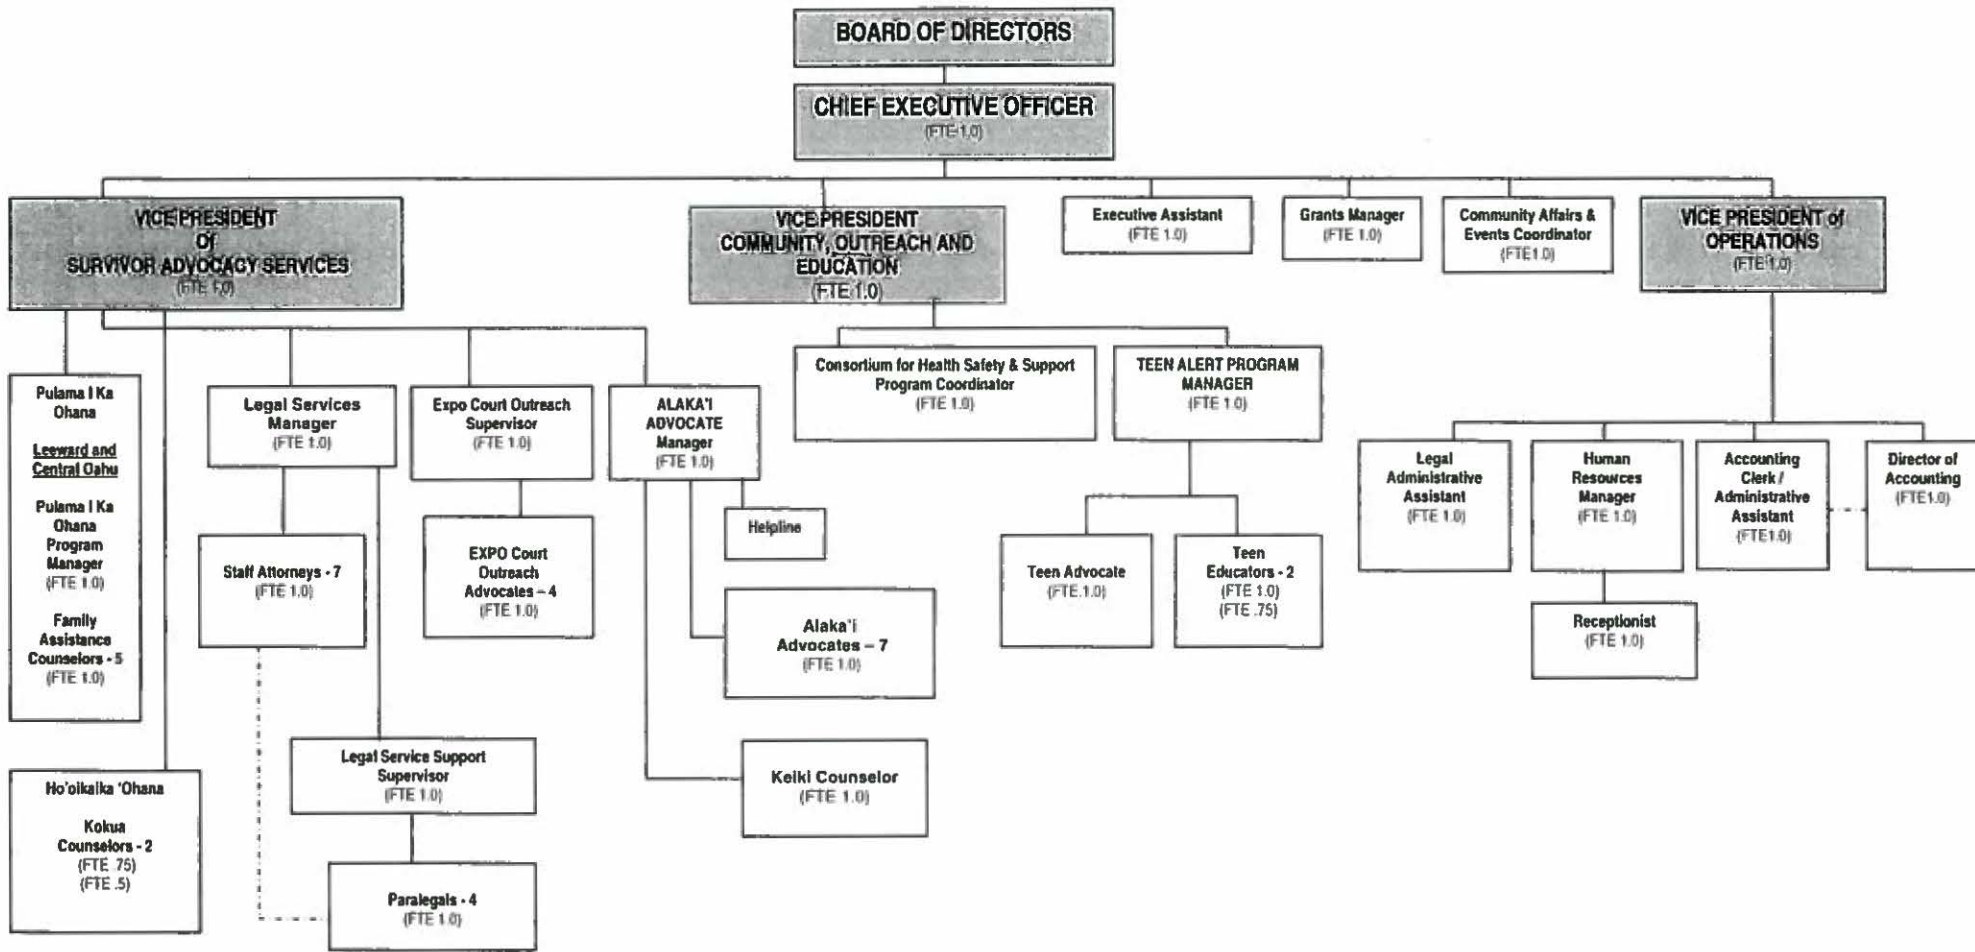 BOARD OF DIRECTORS
CHIEF EXECUTIVE OFFICER
(FTE 1.0)
VICE PRESIDENT
Of
SURVIVOR ADVOCACY SERVICES
(FTE 1.0)
VICE PRESIDENT
COMMUNITY, OUTREACH AND
EDUCATION
(FTE 1.0)
Executive Assistant
(FTE 1.0)
Grants Manager
(FTE 1.0)
Community Affairs &
Events Coordinator
(FTE1.0)
VICE PRESIDENT of
OPERATIONS
(FTE 1.0)
Pulama I Ka
Ohana
Leeward and
Central Oahu
Pulama I Ka
Ohana
Program
Manager
(FTE 1.0)
Family
Assistance
Counselors - 5
(FTE 1.0)
Legal Services
Manager
(FTE 1.0)
Expo Court Outreach
Supervisor
(FTE 1.0)
ALAKA'I
ADVOCATE
Manager
(FTE 1.0)
Consortium for Health Safety & Support
Program Coordinator
(FTE 1.0)
TEEN ALERT PROGRAM
MANAGER
(FTE 1.0)
Legal
Administrative
Assistant
(FTE 1.0)
Human
Resources
Manager
(FTE 1.0)
Accounting
Clerk /
Administrative
Assistant
(FTE1.0)
Director of
Accounting
(FTE1.0)
Helpline
Staff Attorneys - 7
(FTE 1.0)
EXPO Court
Outreach
Advocates – 4
(FTE 1.0)
Teen Advocate
(FTE.1.0)
Teen
Educators - 2
(FTE 1.0)
(FTE .75)
Alaka'i
Advocates – 7
(FTE 1.0)
Receptionist
(FTE 1.0)
Legal Service Support
Supervisor
(FTE 1.0)
Keiki Counselor
(FTE 1.0)
Ho'oikaika 'Ohana
Kokua
Counselors - 2
(FTE .75)
(FTE .5)
Paralegals - 4
(FTE 1.0)